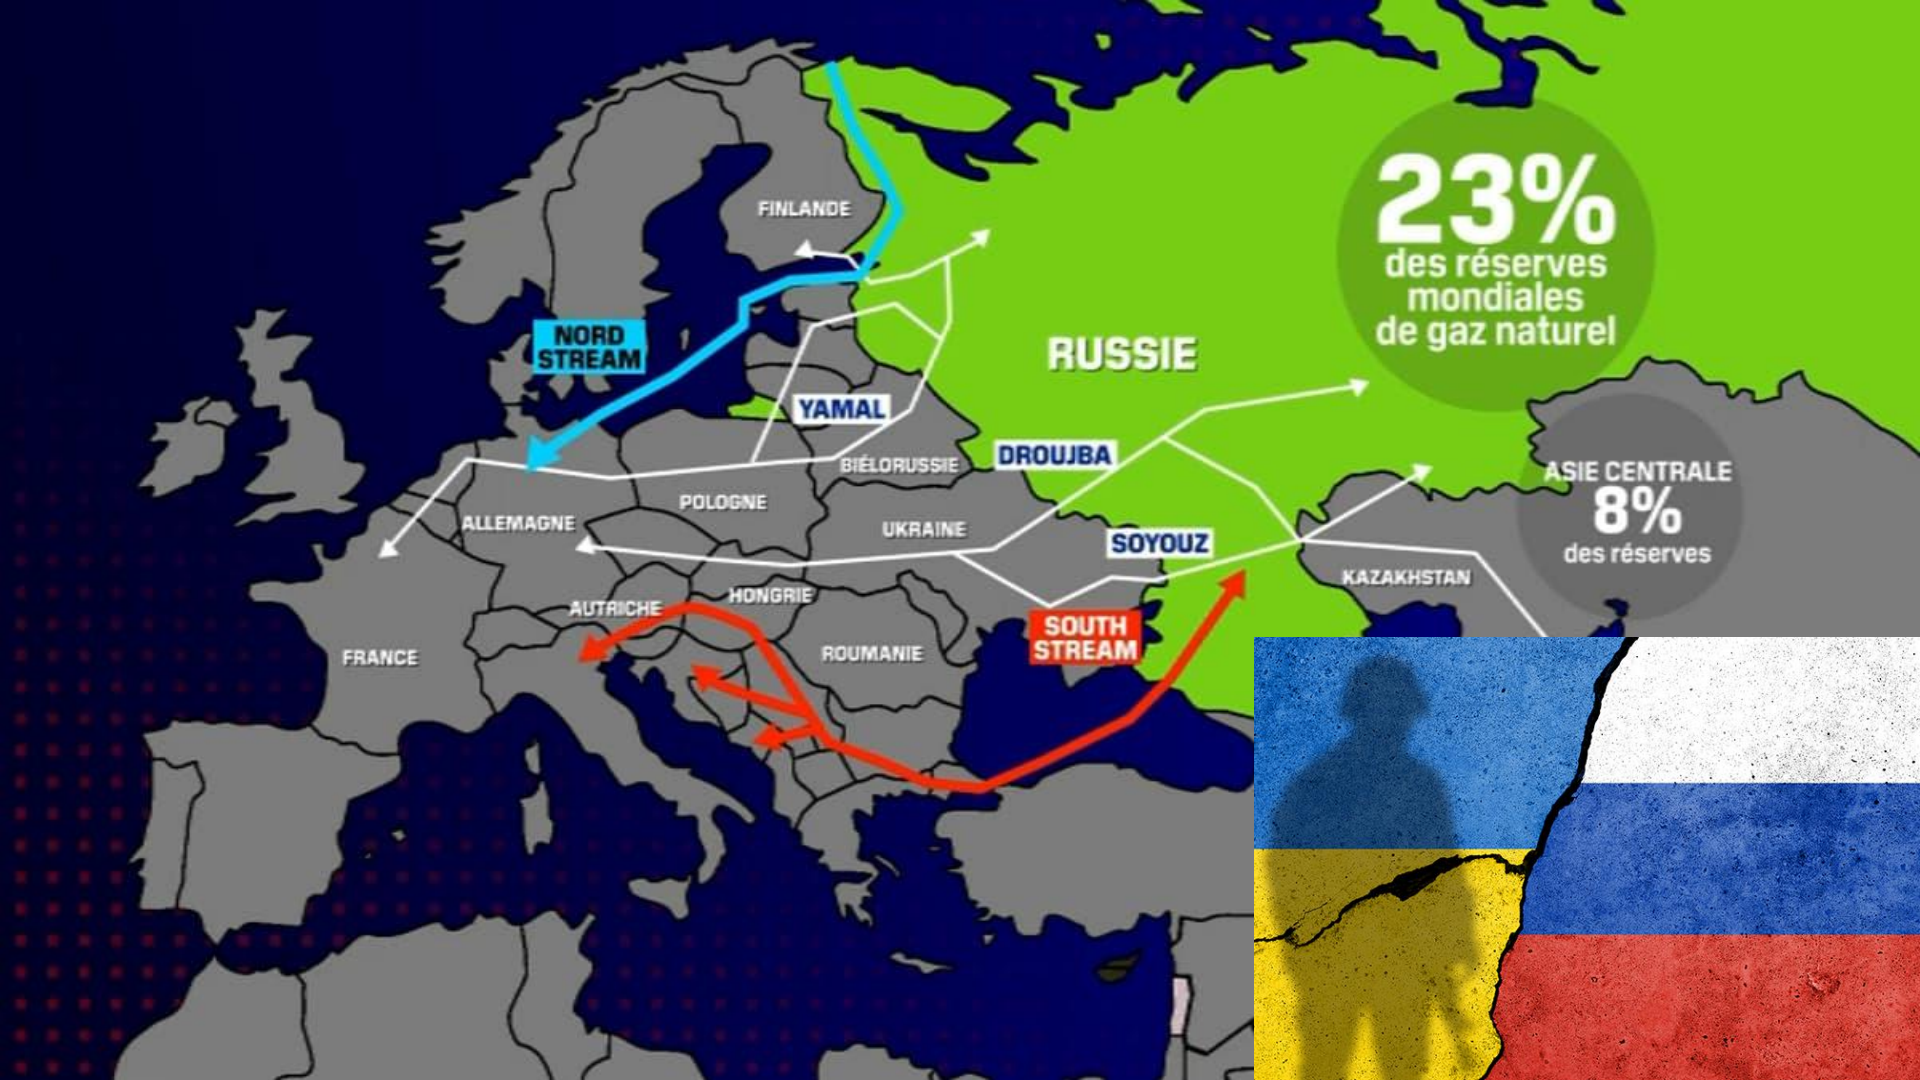 FINLANDE
23%
des réserves
mondiales
de gaz naturel
NORD
STREAM
RUSSIE
YAMAL
DROUJBA
BIÉLORUSSIE
ASIE CENTRALE
8%
des réserves
POLOGNE
ALLEMAGNE
UKRAINE
SOYOUZ
KAZAKHSTAN
HONGRIE
AUTRICHE
SOUTH
STREAM
FRANCE
ROUMANIE